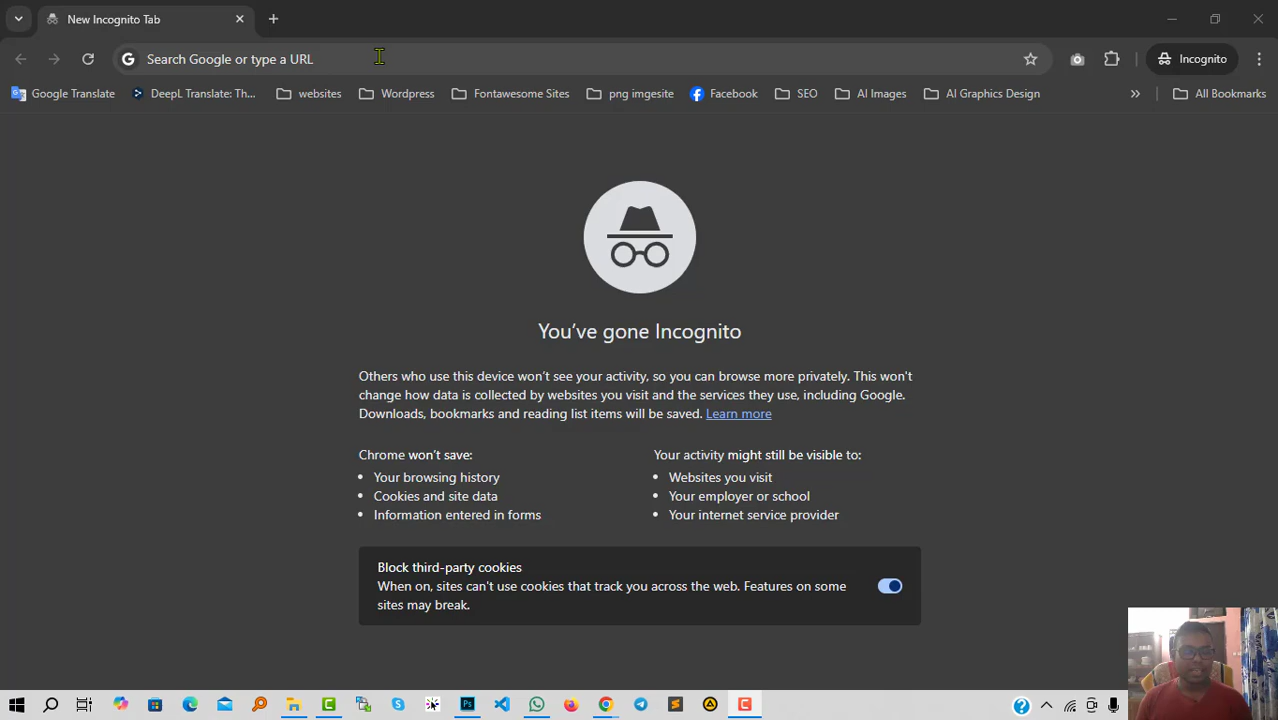 New Incognito Tab
Search Google or type a URL
Incognito
Google Translate
DeepL Translate: Th...
websites
Wordpress
Fontawesome Sites
png imgesite
Facebook
SEO
AI Images
AI Graphics Design
All Bookmarks
You've gone Incognito
Others who use this device won't see your activity, so you can browse more privately. This won't
change how data is collected by websites you visit and the services they use, including Google.
Downloads, bookmarks and reading list items will be saved. Learn more
Chrome won't save:
Your browsing history
Cookies and site data
Information entered in forms
Your activity might still be visible to:
Websites you visit
Your employer or school
Your internet service provider
Block third-party cookies
When on, sites can't use cookies that track you across the web. Features on some
sites may break.